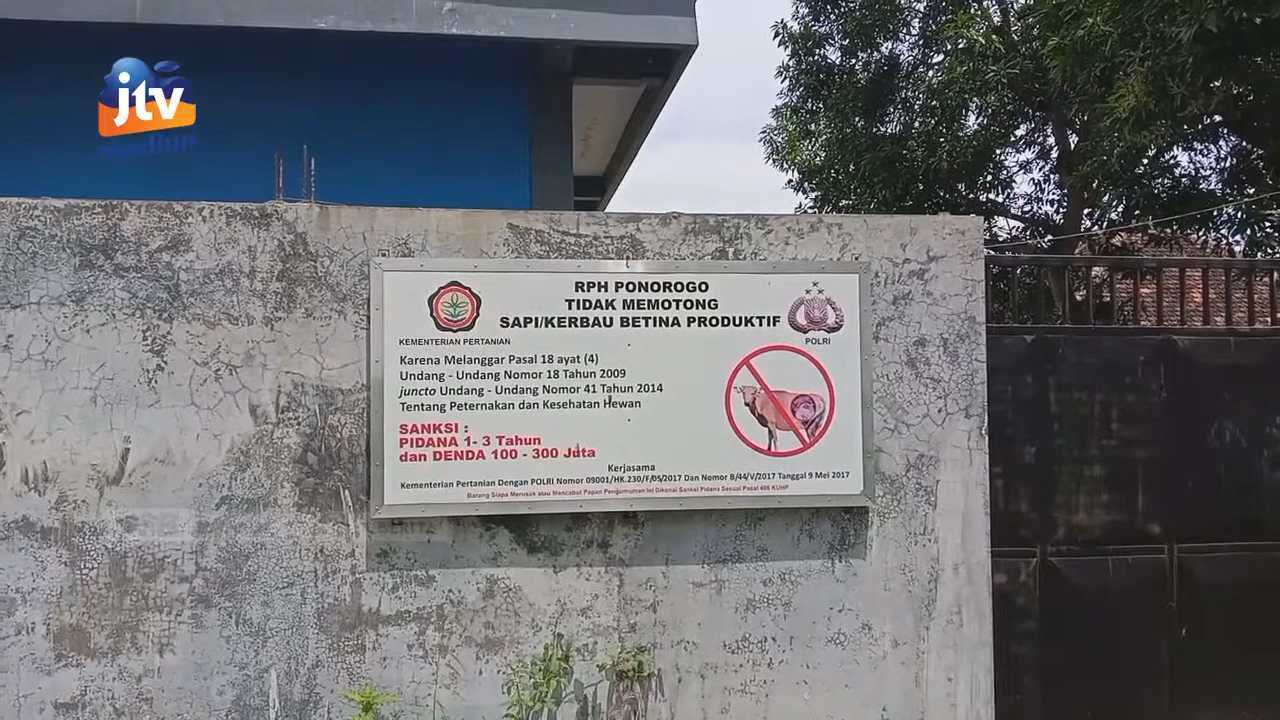 jtv
madiun
RPH PONOROGO
TIDAK MEMOTONG
SAPI/KERBAU BETINA PRODUKTIF
KEMENTERIAN PERTANIAN
POLRI
Karena Melanggar Pasal 18 ayat (4)
Undang - Undang Nomor 18 Tahun 2009
juncto Undang - Undang Nomor 41 Tahun 2014
Tentang Peternakan dan Kesehatan Hewan
SANKSI :
PIDANA 1- 3 Tahun
dan DENDA 100 - 300 Juta
Kerjasama
Kementerian Pertanian Dengan POLRI Nomor 09001/HK.230/F/05/2017 Dan Nomor B/44/V/2017 Tanggal 9 Mei 2017
Barang Siapa Merusak atau Mencabut Papan Pengumuman Ini Dikenai Sanksi Pidana Sesuai Pasal 406 KUHP